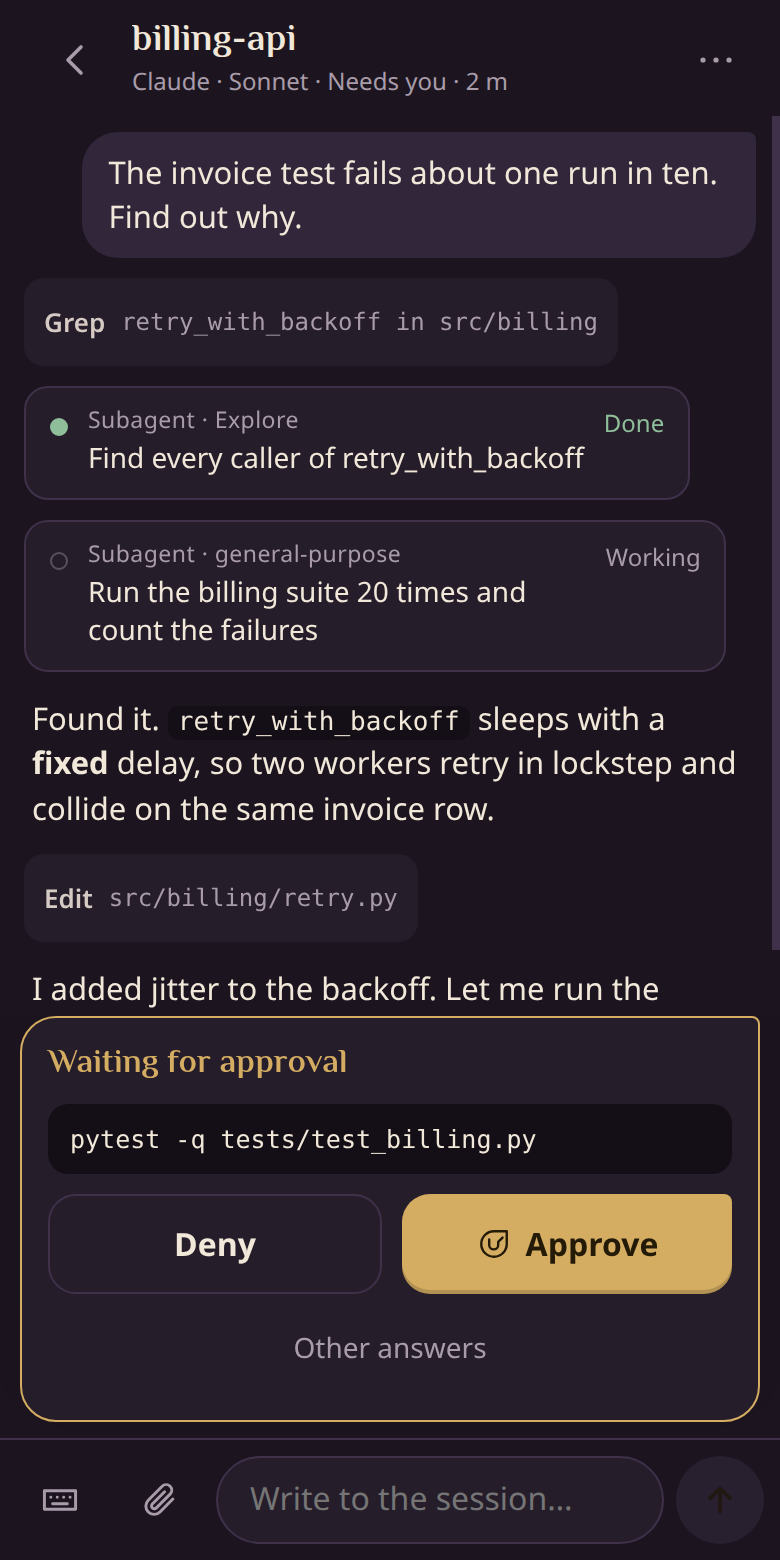 billing-api
Claude · Sonnet · Needs you · 2 m
The invoice test fails about one run in ten.
Find out why.
Grep retry_with_backoff in src/billing
Subagent · Explore
Done
Find every caller of retry_with_backoff
Subagent · general-purpose
Working
Run the billing suite 20 times and
count the failures
Found it. retry_with_backoff sleeps with a
fixed delay, so two workers retry in lockstep and
collide on the same invoice row.
Edit src/billing/retry.py
I added jitter to the backoff. Let me run the
Waiting for approval
pytest -q tests/test_billing.py
Deny
Approve
Other answers
Write to the session…